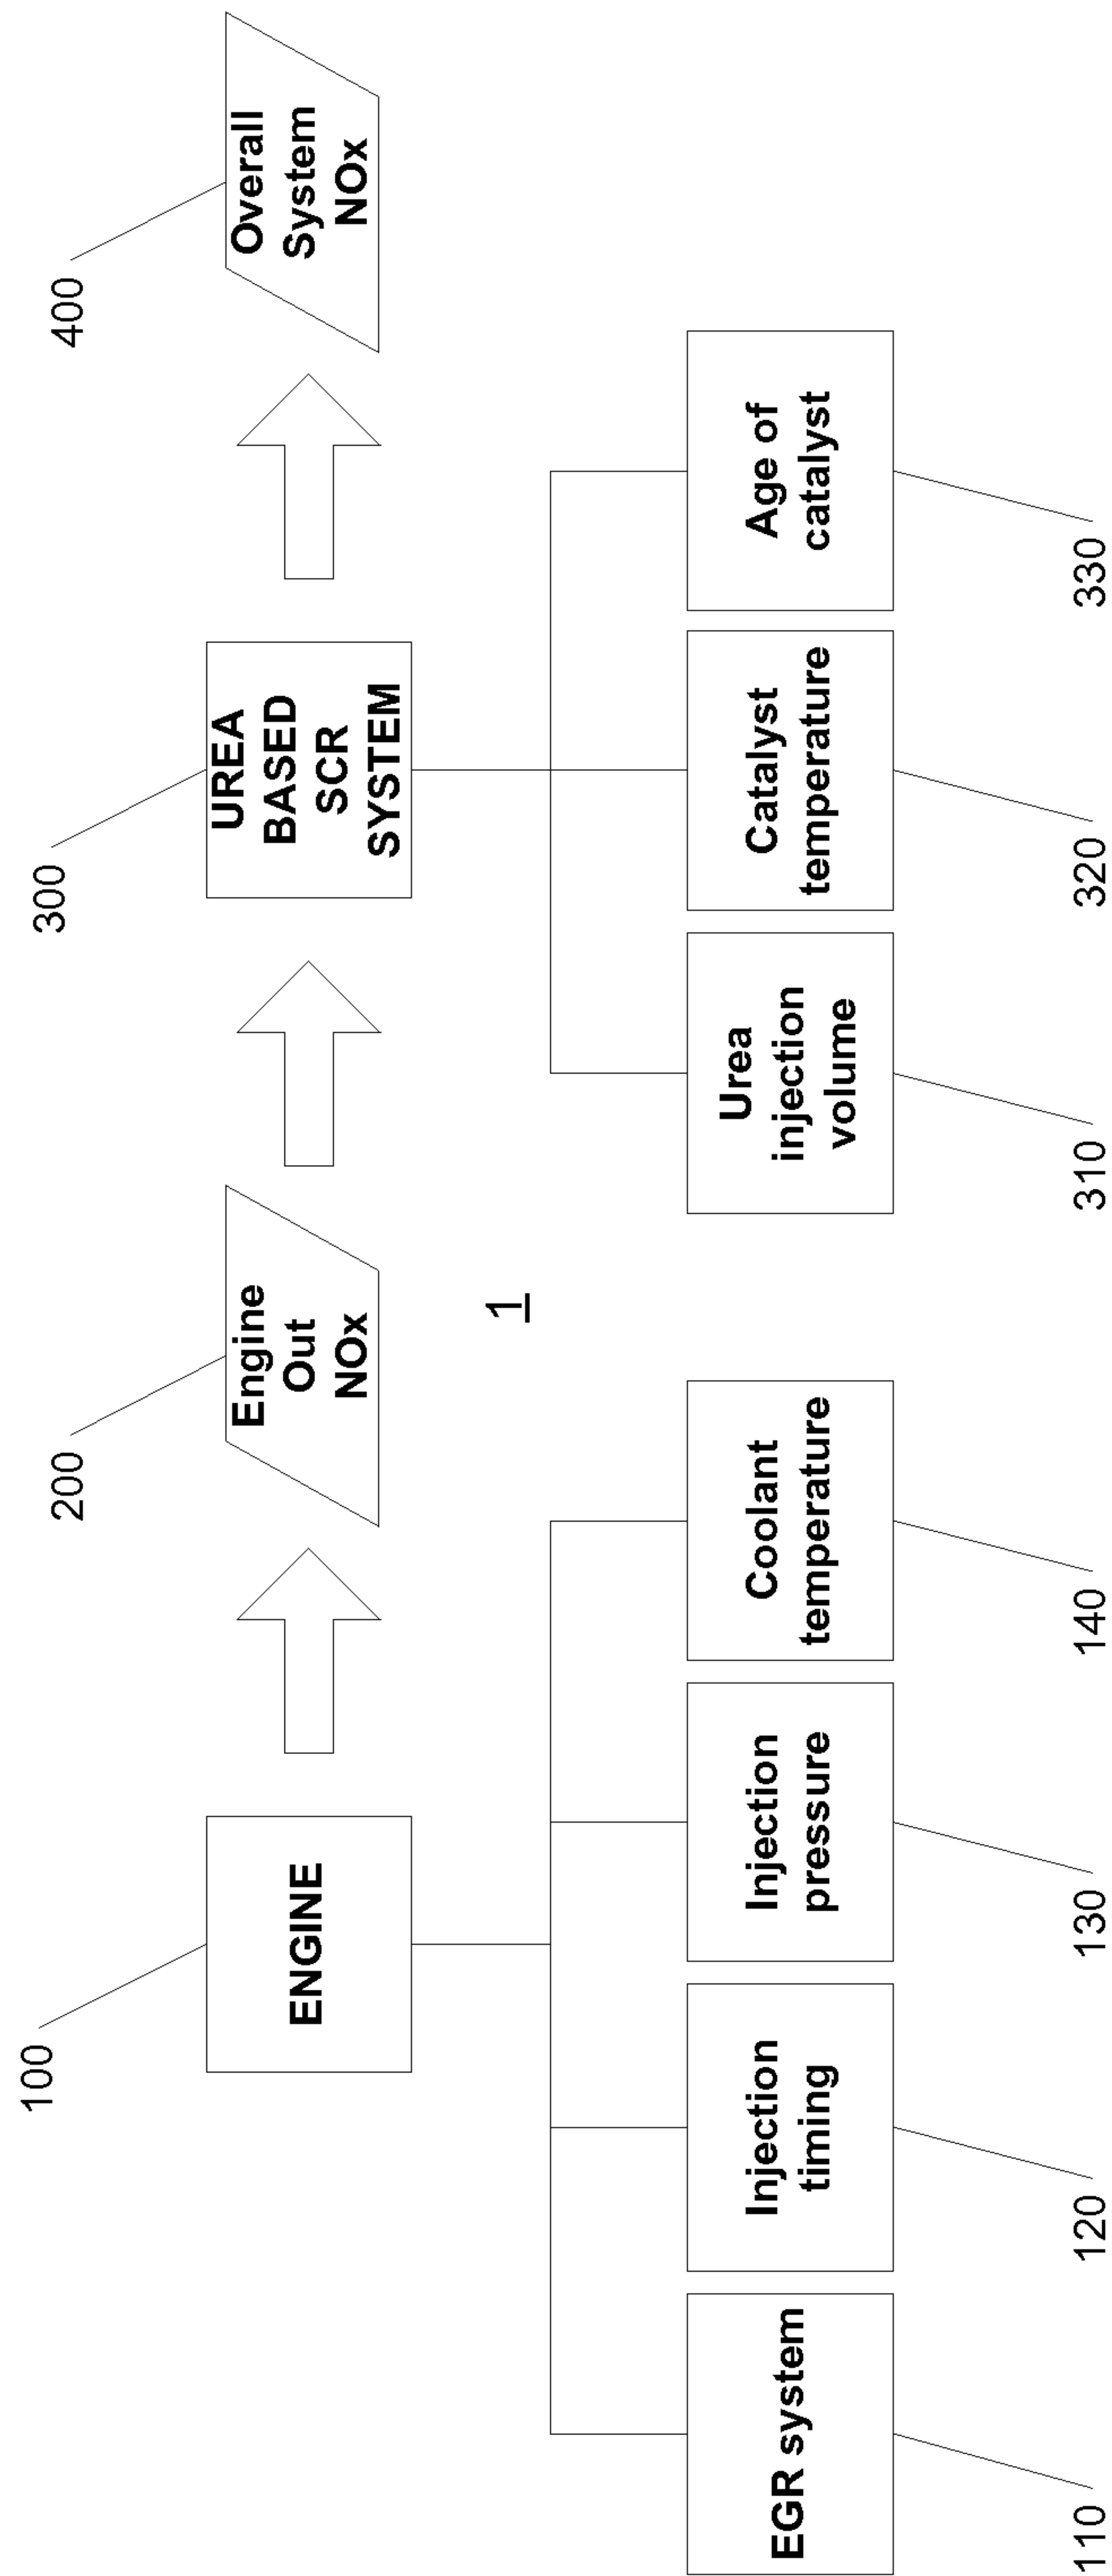 100
200
300
400
ENGINE
Engine
Out
NOx
UREA
BASED
SCR
SYSTEM
Overall
System
NOx
1
EGR system
Injection
timing
Injection
pressure
Coolant
temperature
Urea
injection
volume
Catalyst
temperature
Age of
catalyst
110
120
130
140
310
320
330